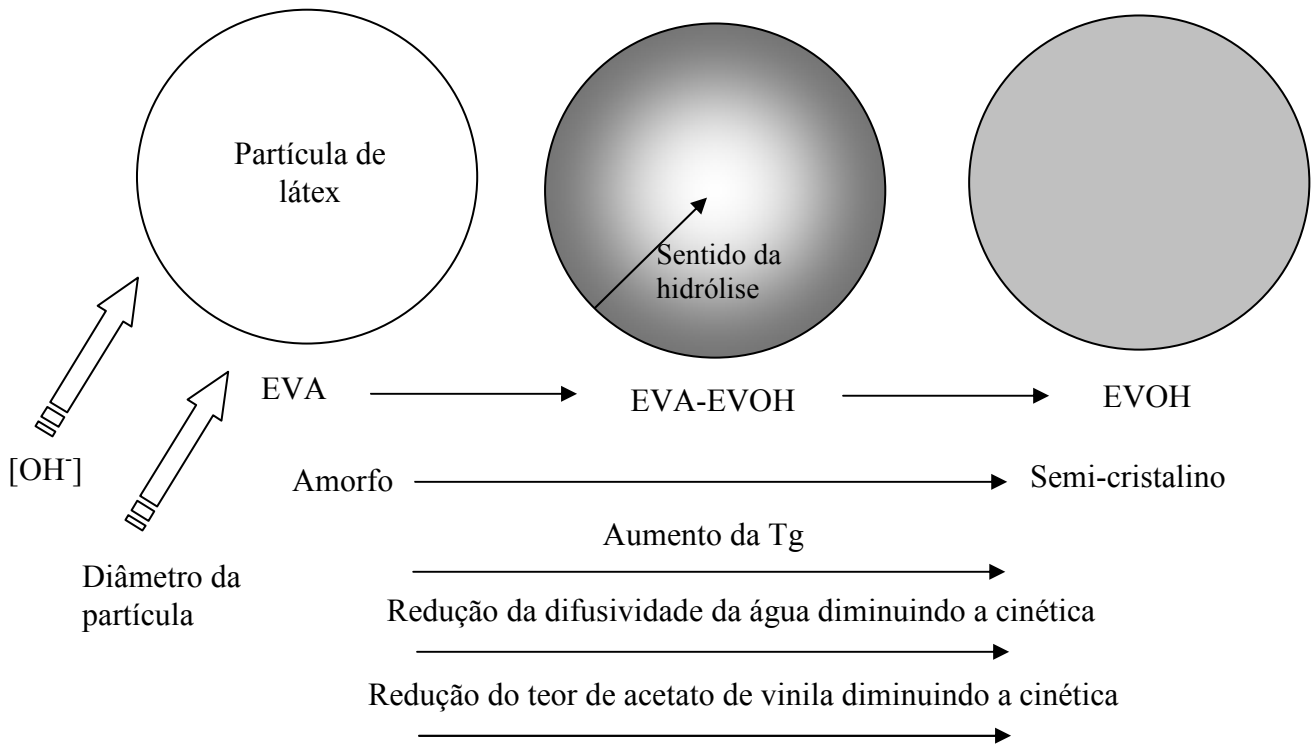 Partícula de
látex
Sentido da
hidrólise
EVA
EVA-EVOH
EVOH
[OH⁻]
Amorfo
Semi-cristalino
Diâmetro da
partícula
Aumento da Tg
Redução da difusividade da água diminuindo a cinética
Redução do teor de acetato de vinila diminuindo a cinética